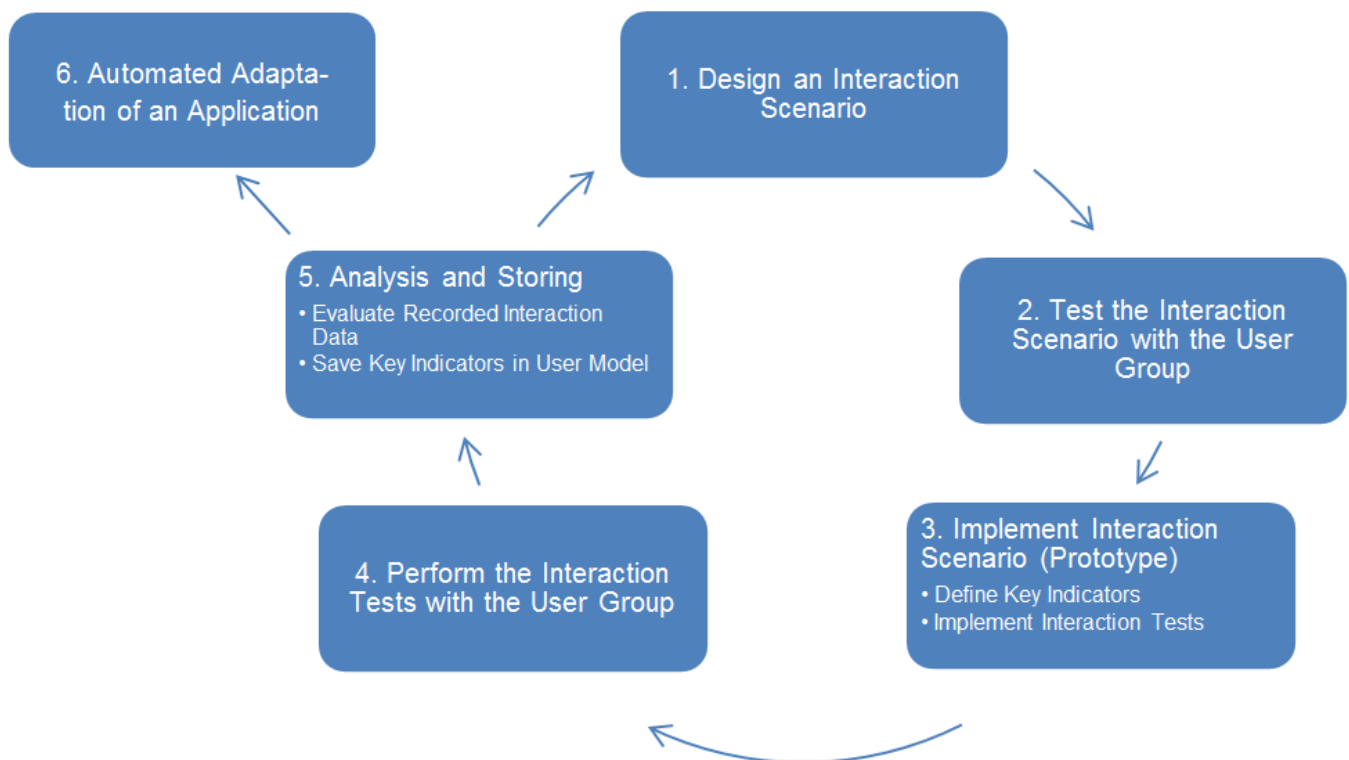 1. Design an Interaction
Scenario
2. Test the Interaction
Scenario with the User
Group
3. Implement Interaction
Scenario (Prototype)
• Define Key Indicators
• Implement Interaction Tests
4. Perform the Interaction
Tests with the User Group
5. Analysis and Storing
• Evaluate Recorded Interaction
Data
• Save Key Indicators in User Model
6. Automated Adapta-
tion of an Application